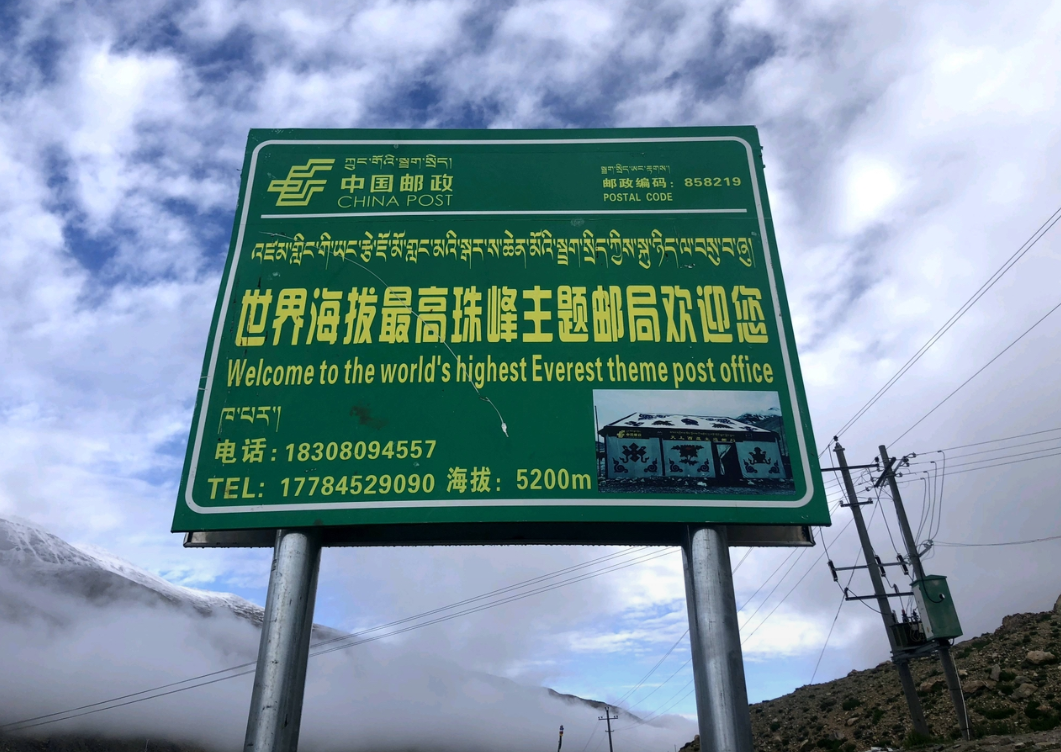 ཀྲུང་གོའི་སྦྲག་སྲིད།
中国邮政
CHINA POST
邮政编码：858219
POSTAL CODE
世界海拔最高珠峰主题邮局欢迎您
Welcome to the world's highest Everest theme post office
ཁ་པར།
电话：18308094557
TEL: 17784529090 海拔：5200m